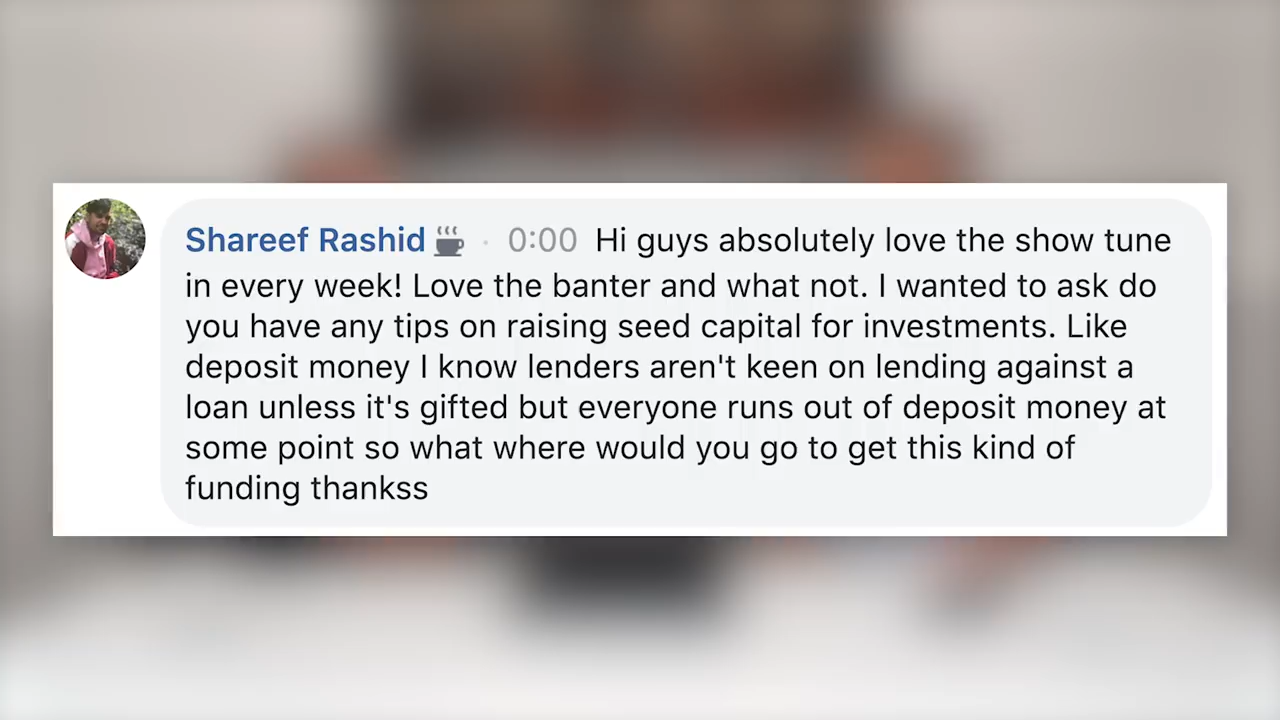 Shareef Rashid ☕ · 0:00 Hi guys absolutely love the show tune
in every week! Love the banter and what not. I wanted to ask do
you have any tips on raising seed capital for investments. Like
deposit money I know lenders aren't keen on lending against a
loan unless it's gifted but everyone runs out of deposit money at
some point so what where would you go to get this kind of
funding thankss